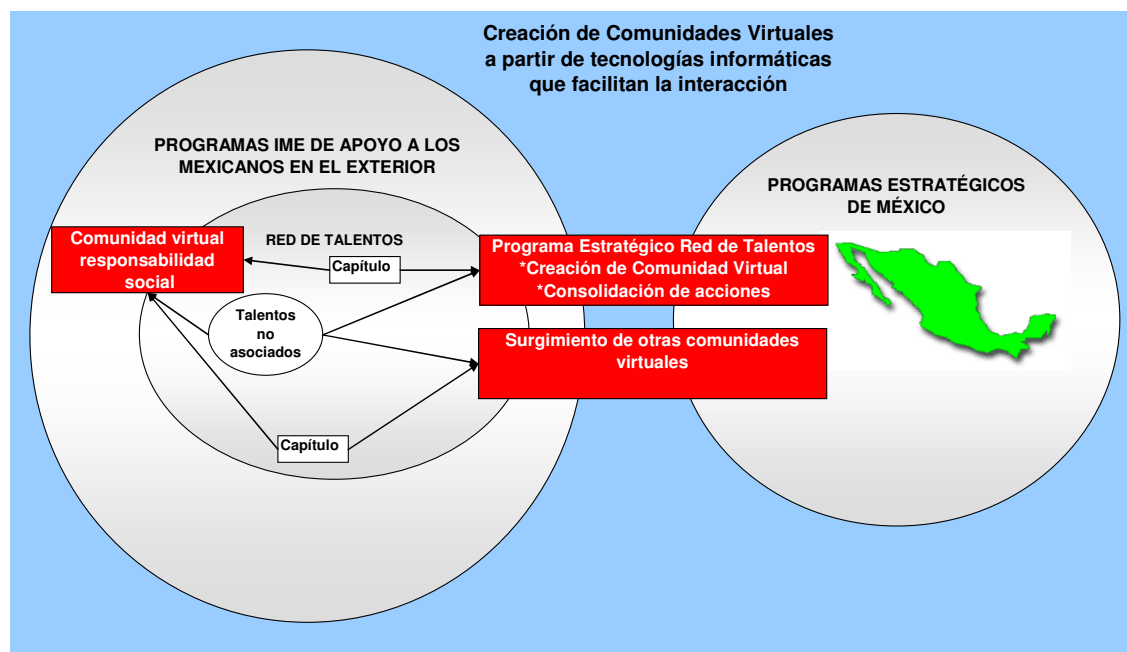 Creación de Comunidades Virtuales
a partir de tecnologías informáticas
que facilitan la interacción
PROGRAMAS IME DE APOYO A LOS
MEXICANOS EN EL EXTERIOR
PROGRAMAS ESTRATÉGICOS
DE MÉXICO
RED DE TALENTOS
Comunidad virtual
responsabilidad
social
Capítulo
Programa Estratégico Red de Talentos
*Creación de Comunidad Virtual
*Consolidación de acciones
Talentos
no
asociados
Surgimiento de otras comunidades
virtuales
Capítulo